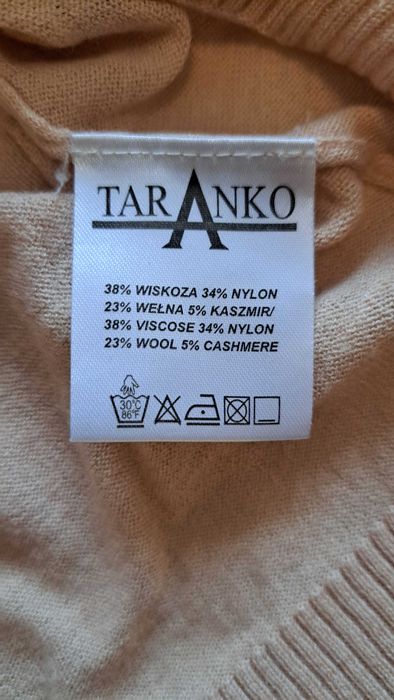 TARANKO
38% WISKOZA 34% NYLON
23% WEŁNA 5% KASZMIR/
38% VISCOSE 34% NYLON
23% WOOL 5% CASHMERE
30°C
86°F